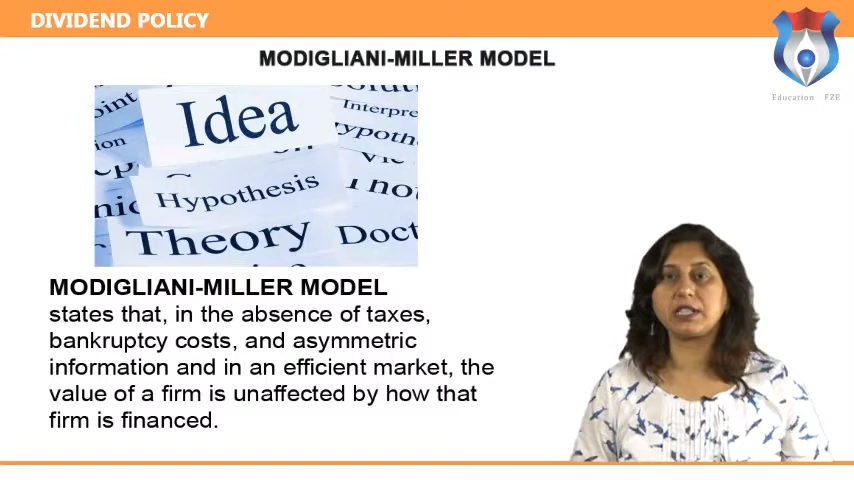 DIVIDEND POLICY
MODIGLIANI-MILLER MODEL
Education FZE
oint
Idea
Interpre
ion
ypoth
Hypothesis
Theory
Doct
MODIGLIANI-MILLER MODEL
states that, in the absence of taxes,
bankruptcy costs, and asymmetric
information and in an efficient market, the
value of a firm is unaffected by how that
firm is financed.